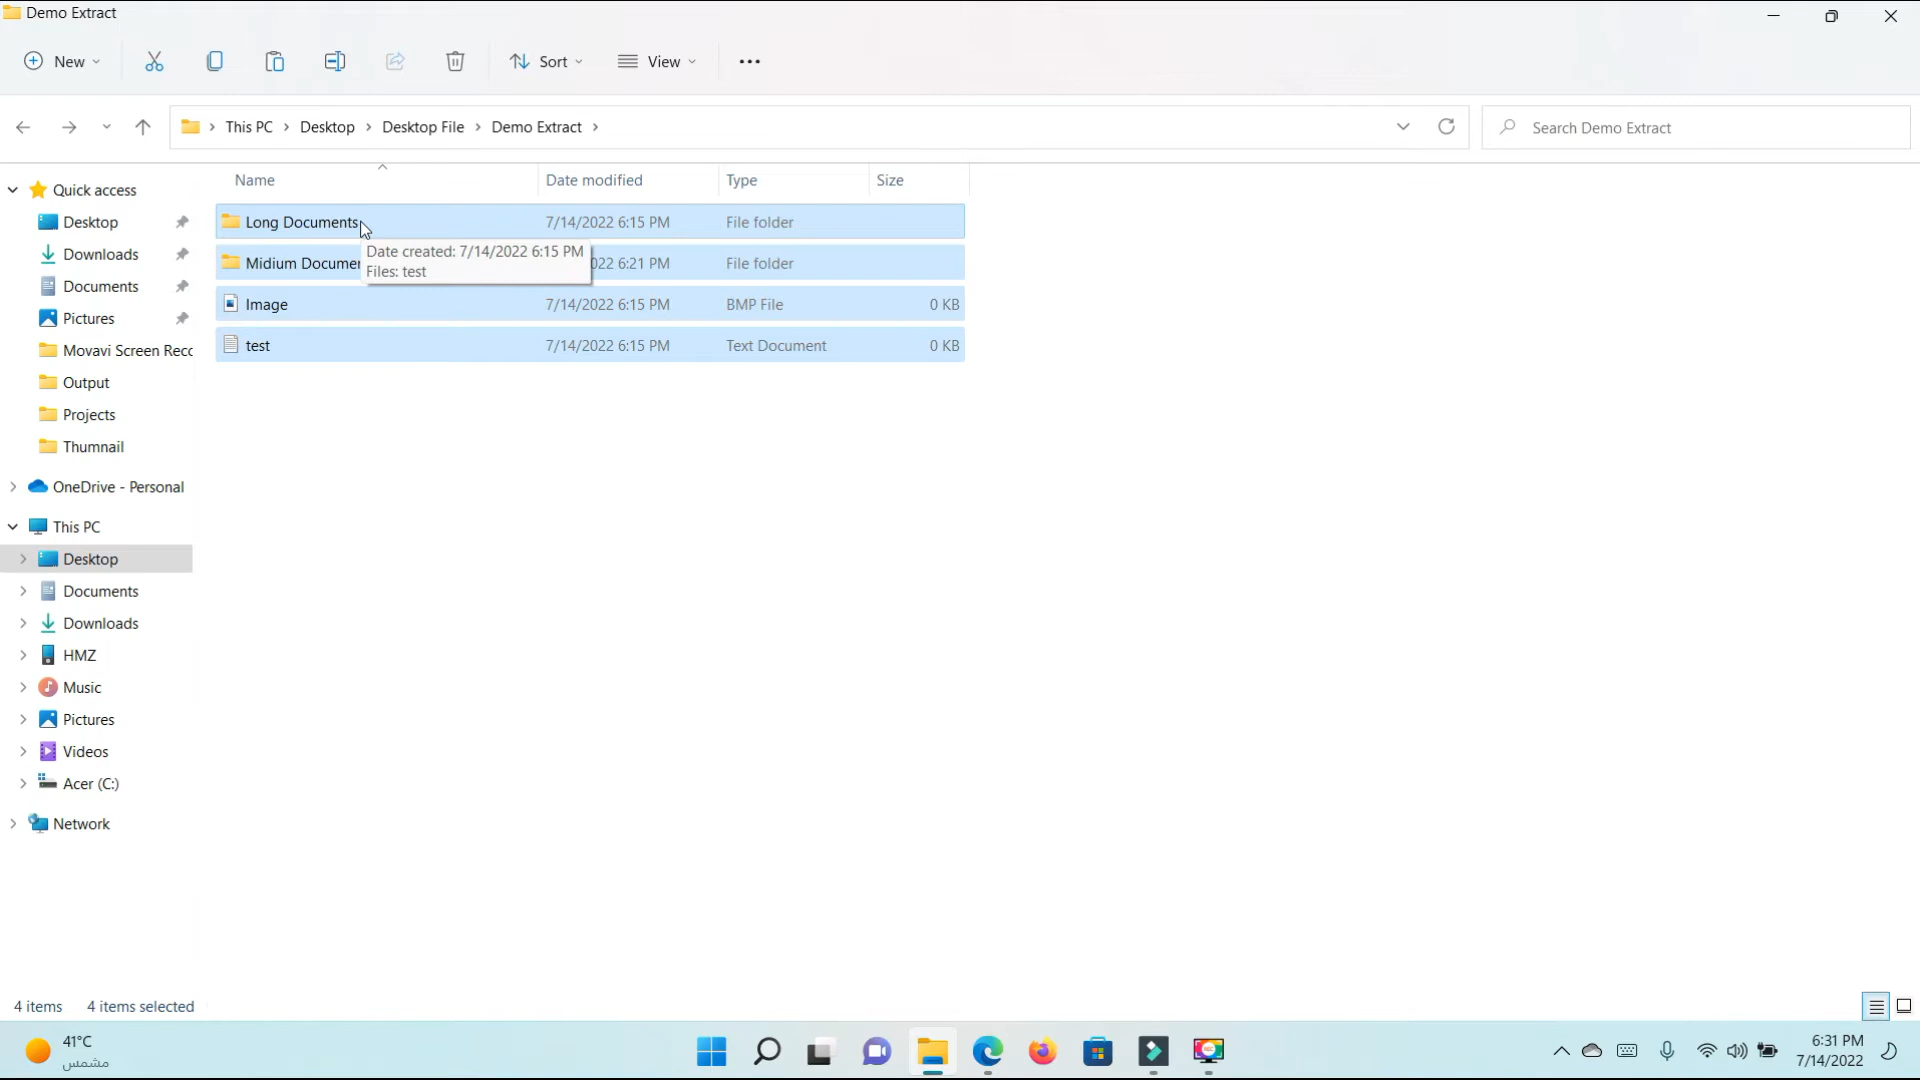 Demo Extract
New
Sort
View
This PC
Desktop
Desktop File
Demo Extract
Search Demo Extract
Name
Date modified
Type
Size
Quick access
Desktop
Downloads
Documents
Pictures
Movavi Screen Recc
Output
Projects
Thumnail
OneDrive - Personal
This PC
Desktop
Documents
Downloads
HMZ
Music
Pictures
Videos
Acer (C:)
Network
Long Documents 7/14/2022 6:15 PM File folder
Midium Documer 022 6:21 PM File folder
Date created: 7/14/2022 6:15 PM
Files: test
Image 7/14/2022 6:15 PM BMP File 0 KB
test 7/14/2022 6:15 PM Text Document 0 KB
4 items 4 items selected
41°C
مشمس
6:31 PM
7/14/2022